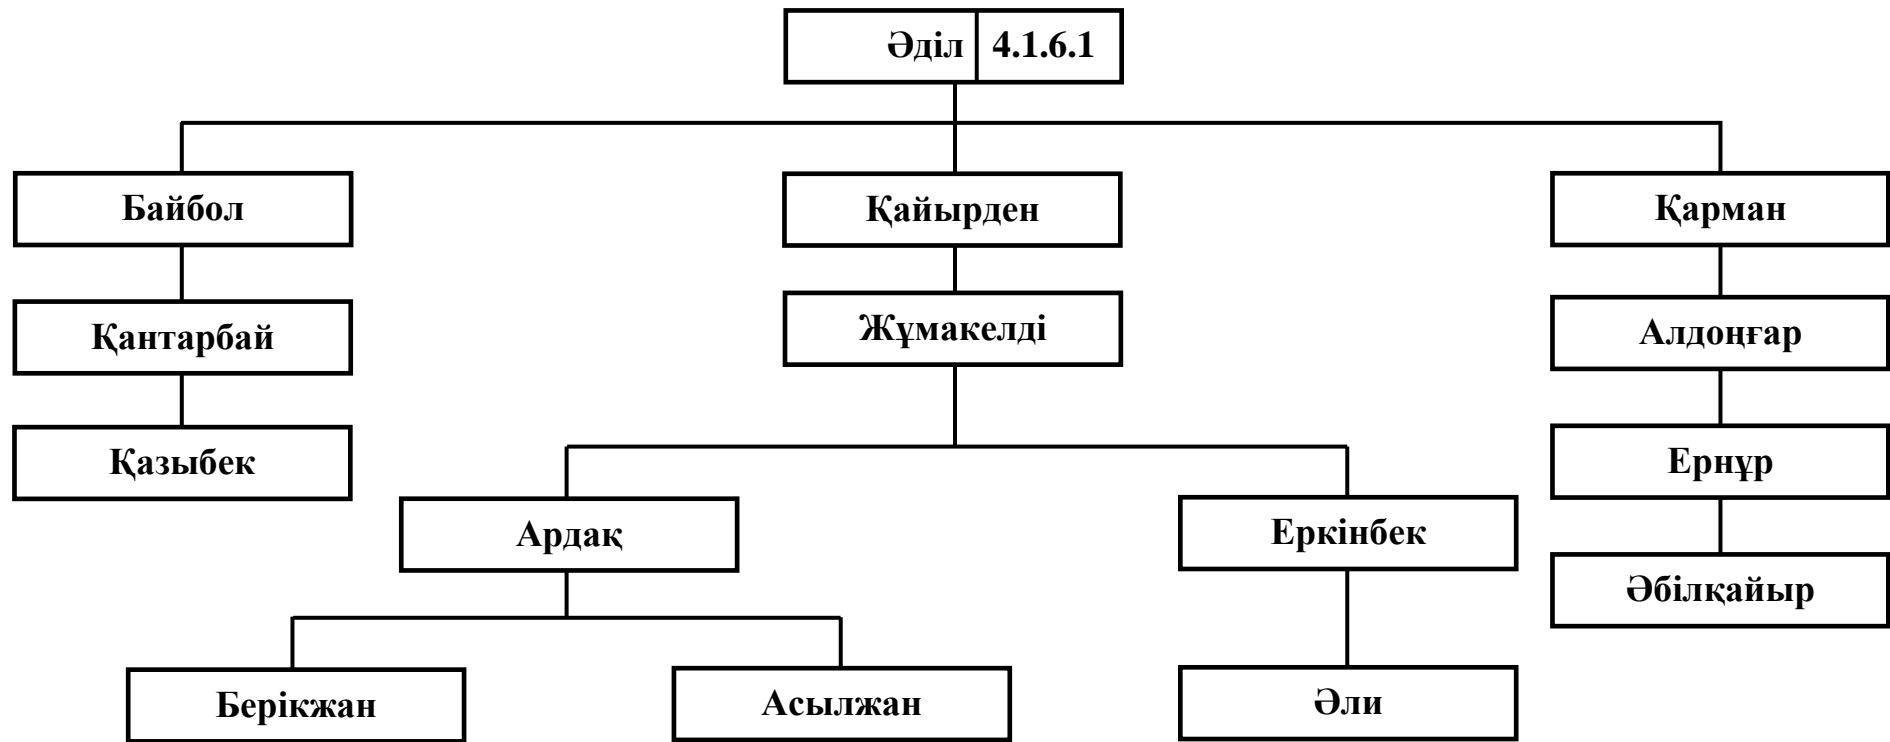 Әділ 4.1.6.1
Байбол
Қайырден
Қарман
Қантарбай
Жұмакелді
Алдоңғар
Қазыбек
Ернұр
Ардақ
Еркінбек
Әбілқайыр
Берікжан
Асылжан
Әли